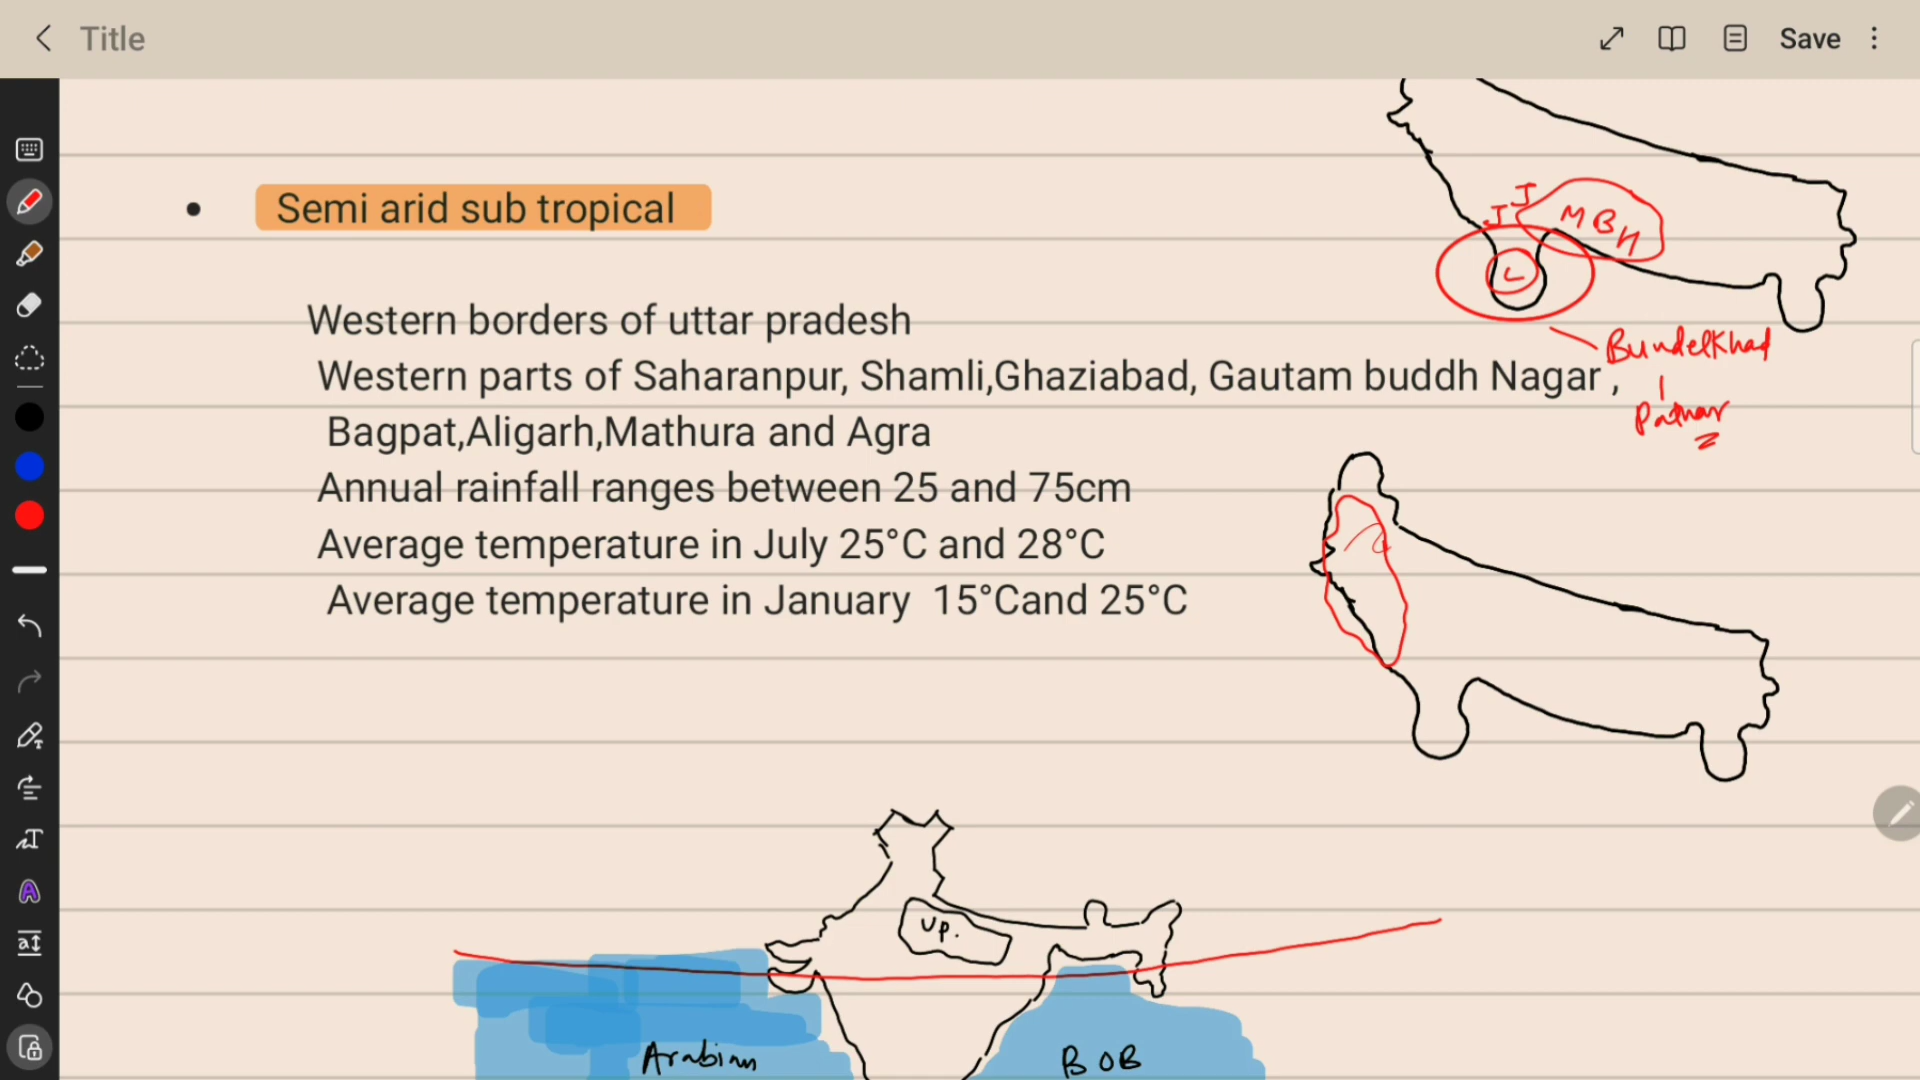 Title
Save
Semi arid sub tropical
J J M B H
L
Western borders of uttar pradesh
Bundelkhad
Western parts of Saharanpur, Shamli,Ghaziabad, Gautam buddh Nagar ,
Pathar
Bagpat,Aligarh,Mathura and Agra
Annual rainfall ranges between 25 and 75cm
Average temperature in July 25°C and 28°C
Average temperature in January  15°Cand 25°C
UP.
Arabian
BOB